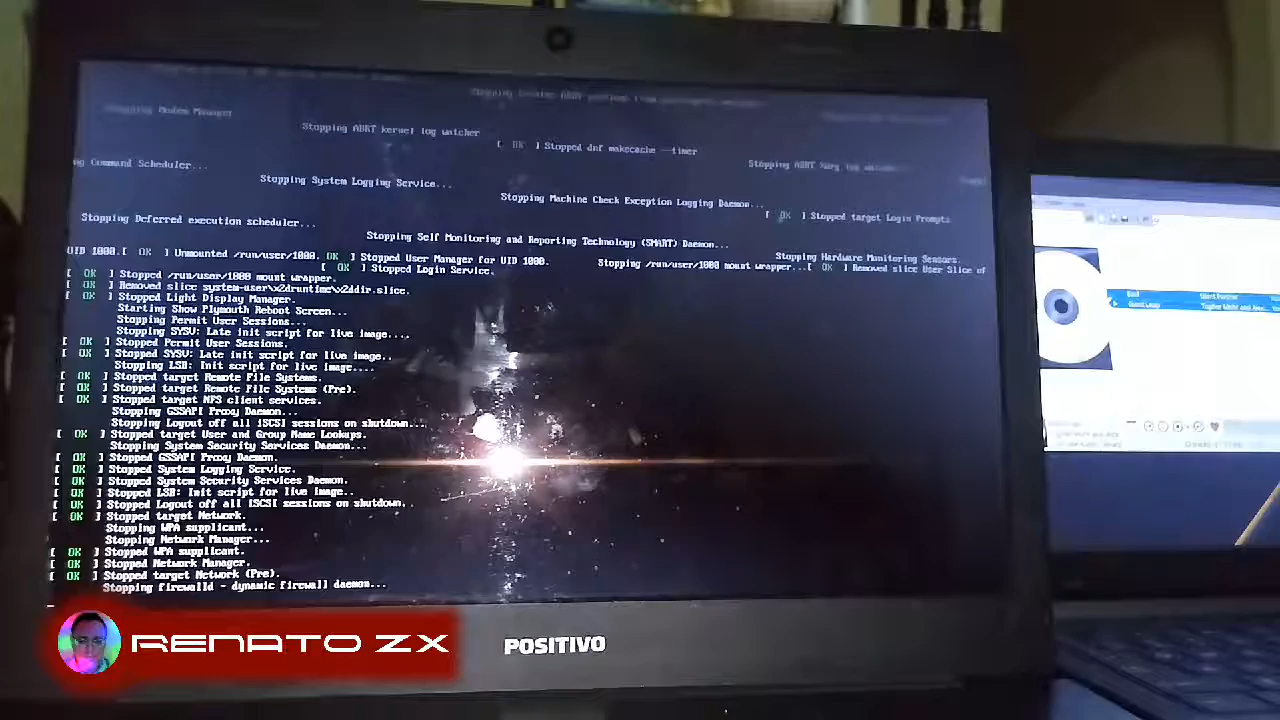 Stopping Modem Manager
Stopping ABRT kernel log watcher
[ OK ] Stopped dnf makecache --timer
ng Command Scheduler...
Stopping ABRT Xorg log watcher
Stopping System Logging Service...
Stopping Machine Check Exception Logging Daemon...
[ OK ] Stopped target Login Prompts
Stopping Deferred execution scheduler...
Stopping Self Monitoring and Reporting Technology (SMART) Daemon...
Stopping Hardware Monitoring Sensors.
UID 1000.[ OK ] Unmounted /run/user/1000. OK ] Stopped User Manager for UID 1000.
Stopping /run/user/1000 mount wrapper...[ OK ] Removed slice User Slice of
[ OK ] Stopped Login Service.
[ OK ] Stopped /run/user/1000 mount wrapper.
[ OK ] Removed slice system-user\x2druntime\x2ddir.slice.
[ OK ] Stopped Light Display Manager.
Starting Show Plymouth Reboot Screen...
Stopping Permit User Sessions...
Stopping SYSV: Late init script for live image....
[ OK ] Stopped Permit User Sessions.
[ OK ] Stopped SYSV: Late init script for live image..
Stopping LSB: Init script for live image....
[ OK ] Stopped target Remote File Systems.
[ OK ] Stopped target Remote File Systems (Pre).
[ OK ] Stopped target NFS client services.
Stopping GSSAPI Proxy Daemon...
Stopping Logout off all iSCSI sessions on shutdown...
[ OK ] Stopped target User and Group Name Lookups.
Stopping System Security Services Daemon...
[ OK ] Stopped GSSAPI Proxy Daemon.
[ OK ] Stopped System Logging Service.
[ OK ] Stopped System Security Services Daemon.
[ OK ] Stopped LSB: Init script for live image..
[ OK ] Stopped Logout off all iSCSI sessions on shutdown.
[ OK ] Stopped target Network.
Stopping WPA supplicant...
Stopping Network Manager...
[ OK ] Stopped WPA supplicant.
[ OK ] Stopped Network Manager.
[ OK ] Stopped target Network (Pre).
Stopping firewalld - dynamic firewall daemon...
RENATO ZX
POSITIVO